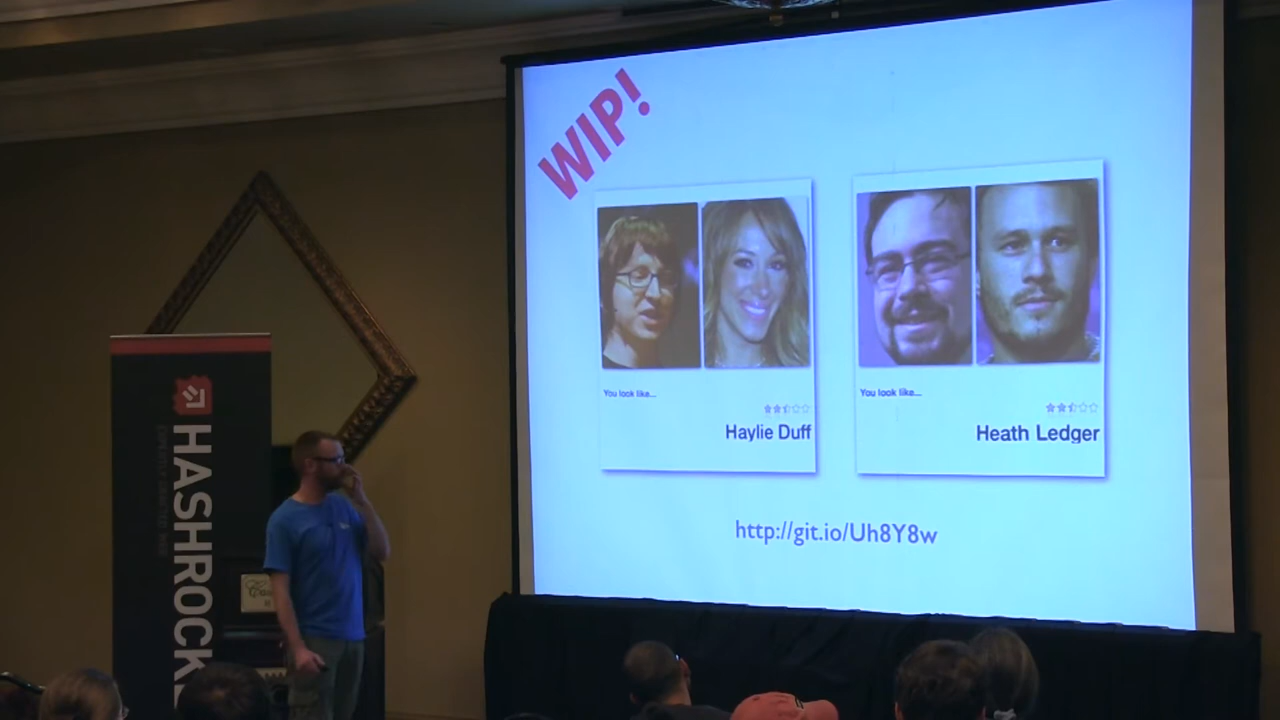 WIP!
You look like...
Haylie Duff
You look like...
Heath Ledger
http://git.io/Uh8Y8w
HASHROCK